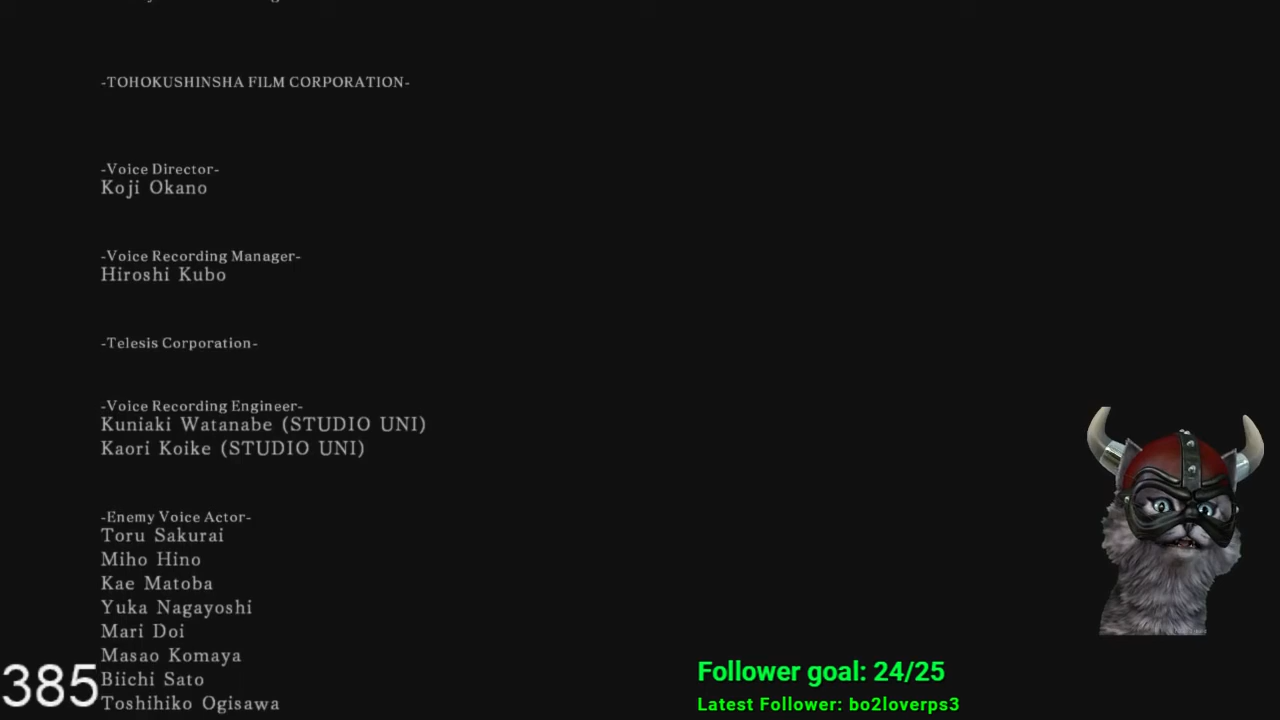 -TOHOKUSHINSHA FILM CORPORATION-
-Voice Director-
Koji Okano
-Voice Recording Manager-
Hiroshi Kubo
-Telesis Corporation-
-Voice Recording Engineer-
Kuniaki Watanabe (STUDIO UNI)
Kaori Koike (STUDIO UNI)
-Enemy Voice Actor-
Toru Sakurai
Miho Hino
Kae Matoba
Yuka Nagayoshi
Mari Doi
Masao Komaya
Biichi Sato
Toshihiko Ogisawa
385
Follower goal: 24/25
Latest Follower: bo2loverps3